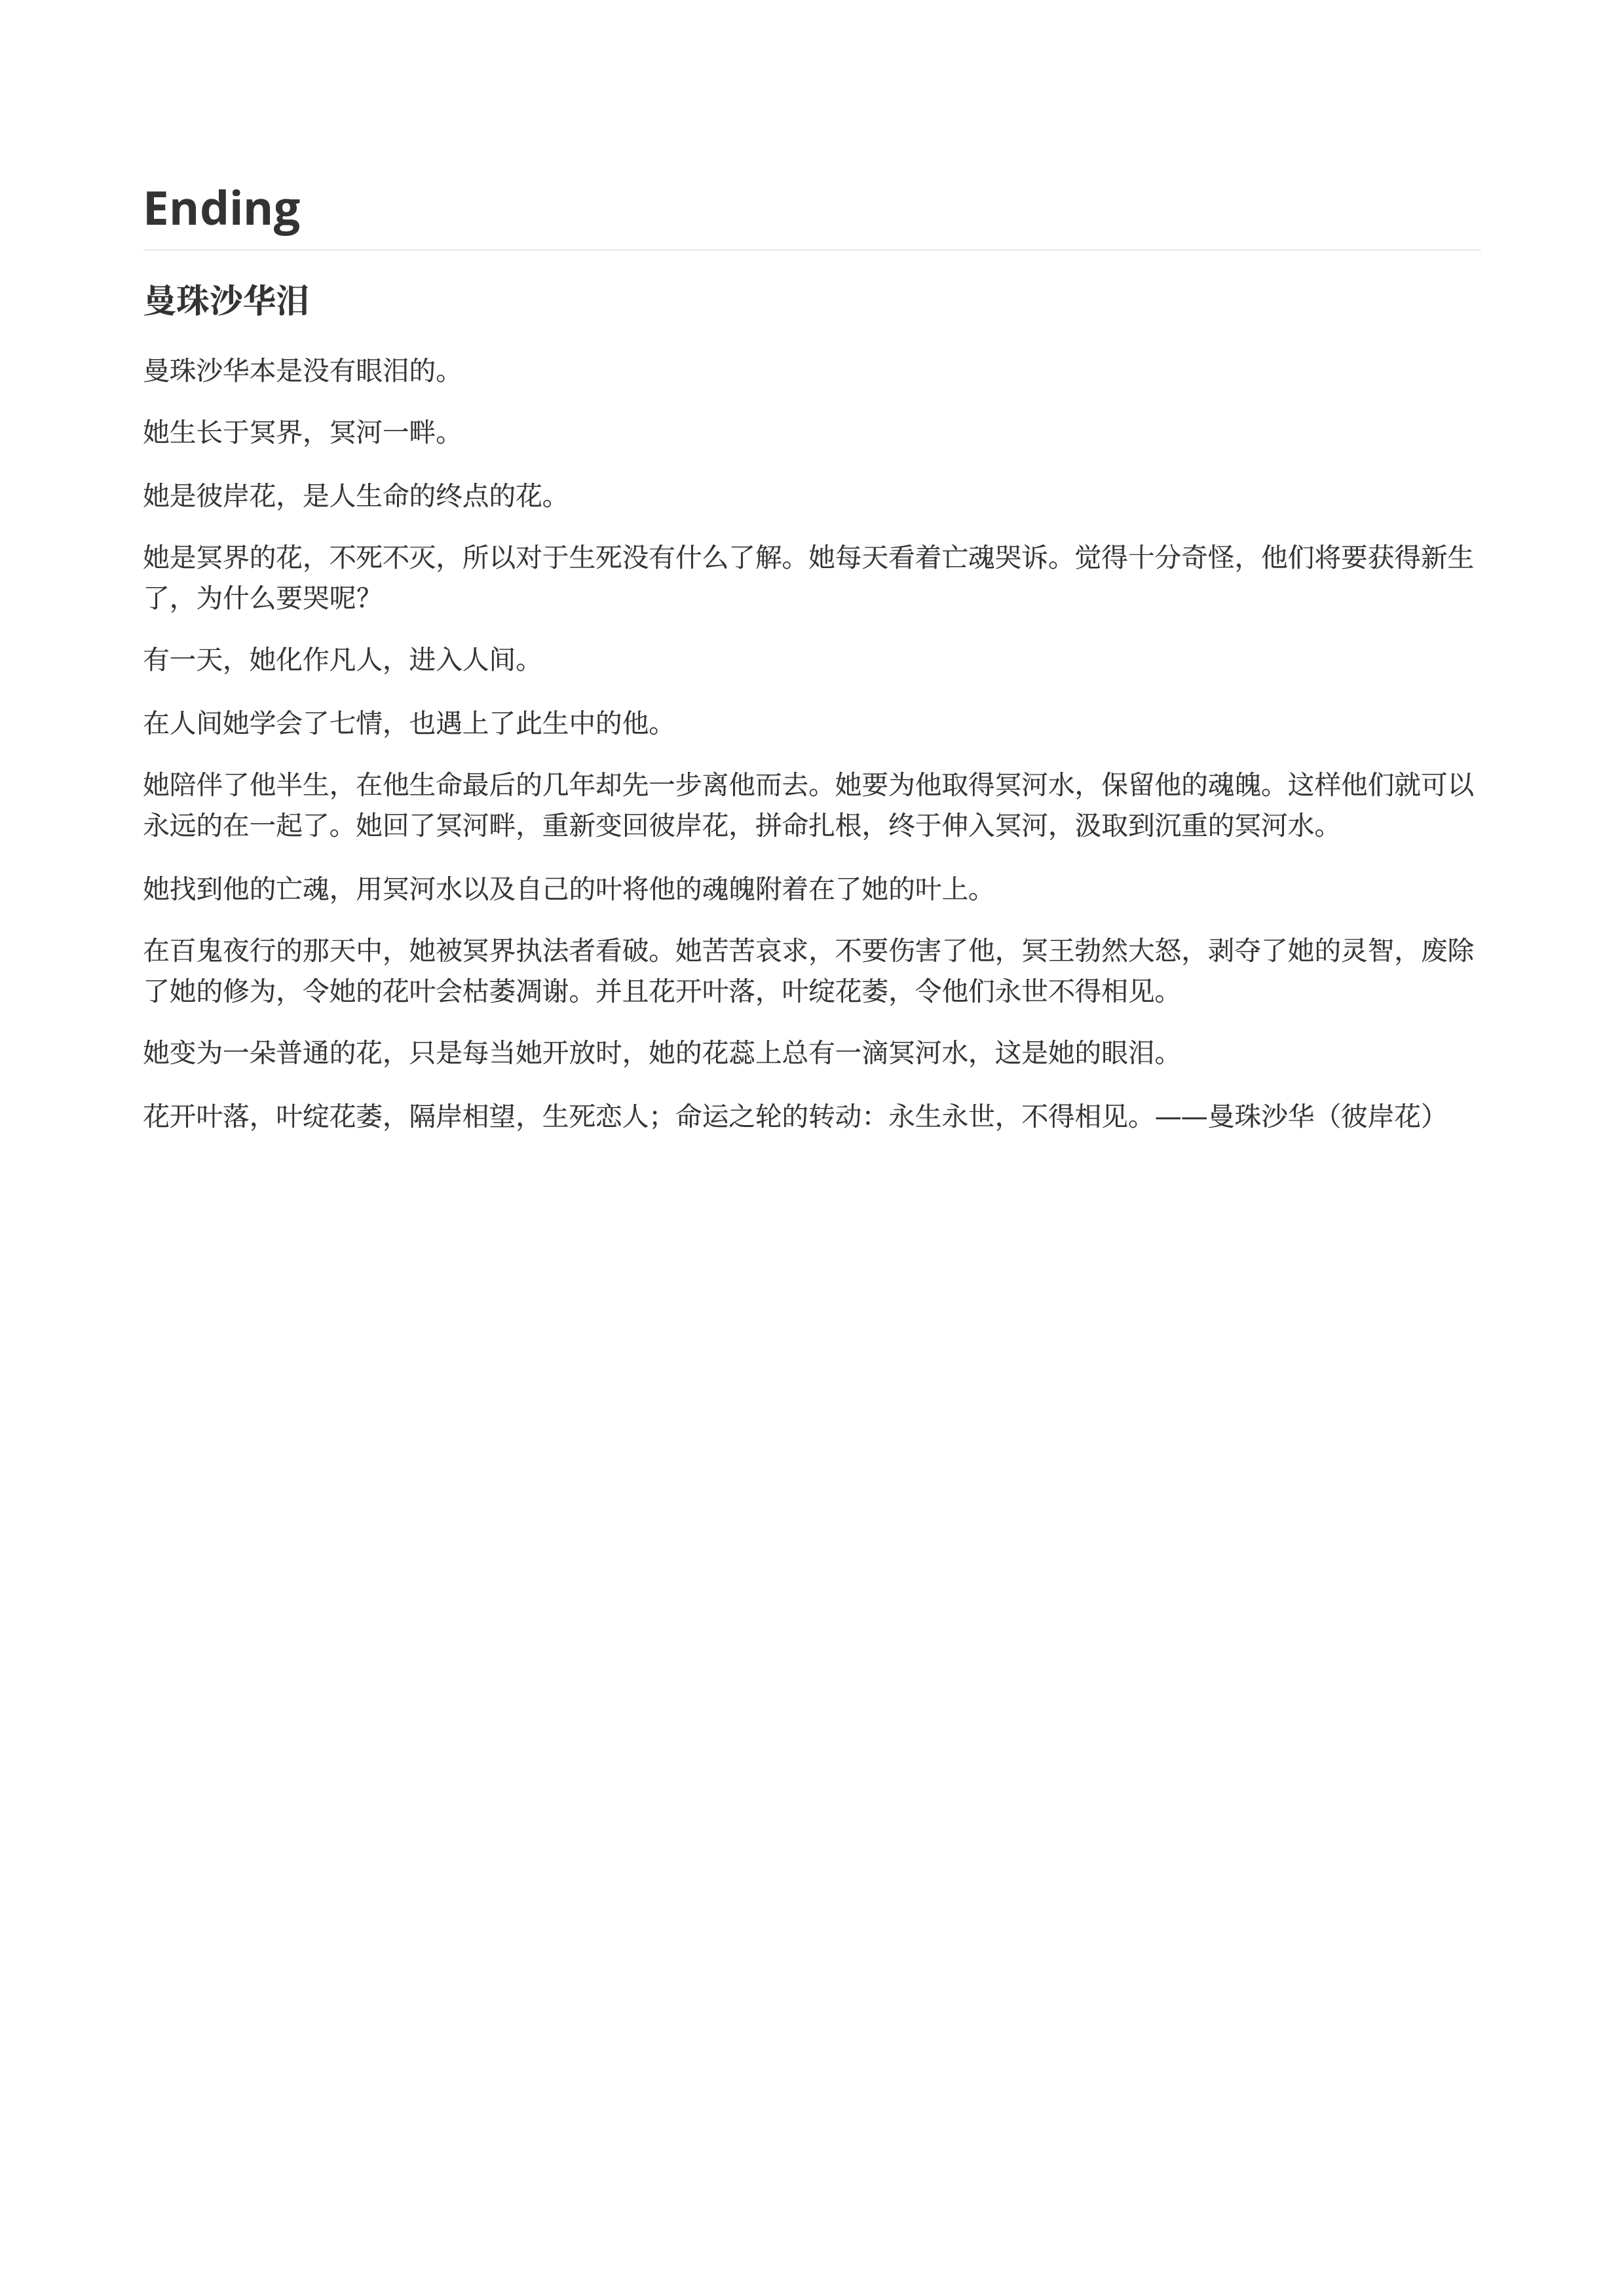 Ending
曼珠沙华泪
曼珠沙华本是没有眼泪的。
她生长于冥界，冥河一畔。
她是彼岸花，是人生命的终点的花。
她是冥界的花，不死不灭，所以对于生死没有什么了解。她每天看着亡魂哭诉。觉得十分奇怪，他们将要获得新生
了，为什么要哭呢？
有一天，她化作凡人，进入人间。
在人间她学会了七情，也遇上了此生中的他。
她陪伴了他半生，在他生命最后的几年却先一步离他而去。她要为他取得冥河水，保留他的魂魄。这样他们就可以
永远的在一起了。她回了冥河畔，重新变回彼岸花，拼命扎根，终于伸入冥河，汲取到沉重的冥河水。
她找到他的亡魂，用冥河水以及自己的叶将他的魂魄附着在了她的叶上。
在百鬼夜行的那天中，她被冥界执法者看破。她苦苦哀求，不要伤害了他，冥王勃然大怒，剥夺了她的灵智，废除
了她的修为，令她的花叶会枯萎凋谢。并且花开叶落，叶绽花萎，令他们永世不得相见。
她变为一朵普通的花，只是每当她开放时，她的花蕊上总有一滴冥河水，这是她的眼泪。
花开叶落，叶绽花萎，隔岸相望，生死恋人；命运之轮的转动：永生永世，不得相见。——曼珠沙华（彼岸花）